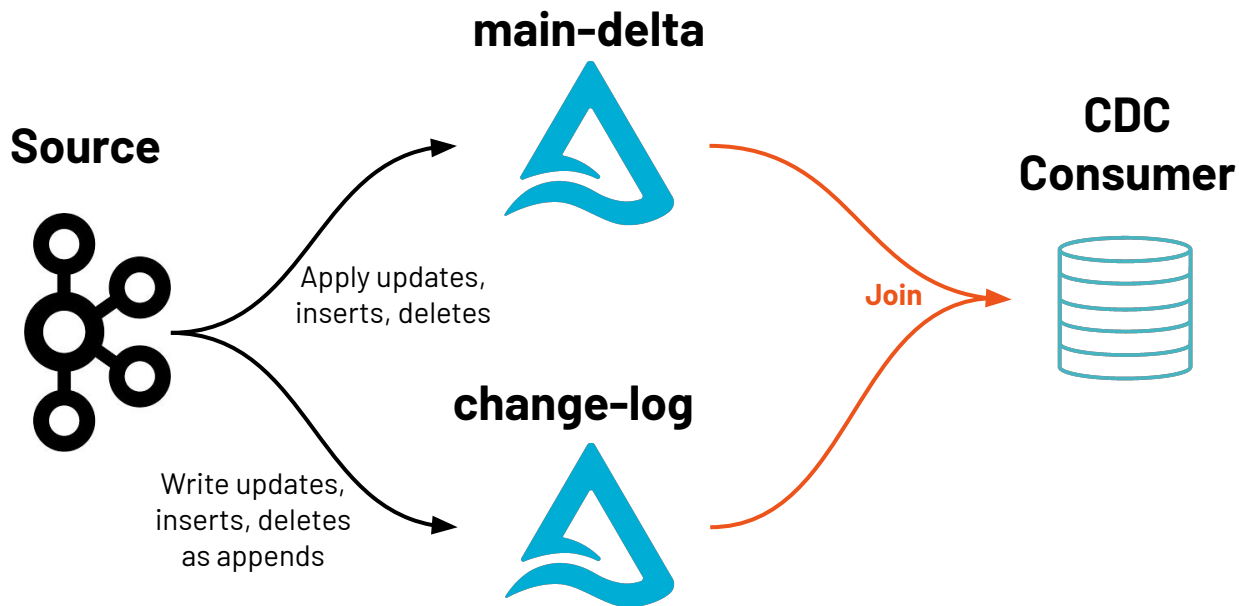 main-delta
Source
CDC
Consumer
Apply updates,
inserts, deletes
Join
change-log
Write updates,
inserts, deletes
as appends